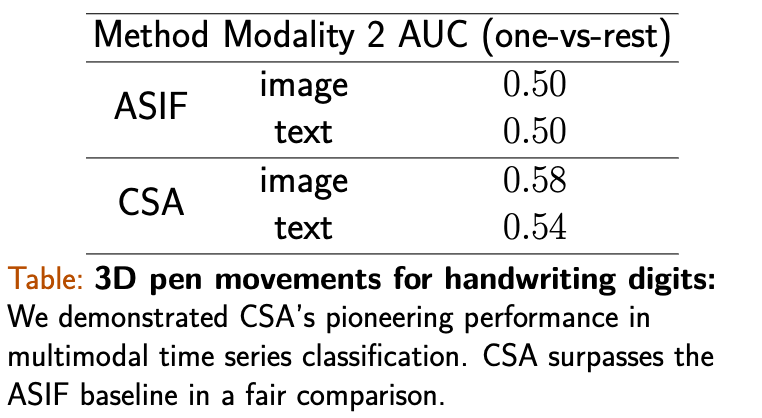 Method Modality 2 AUC (one-vs-rest)
ASIF
image 0.50
text 0.50
CSA
image 0.58
text 0.54
Table: 3D pen movements for handwriting digits:
We demonstrated CSA's pioneering performance in
multimodal time series classification. CSA surpasses the
ASIF baseline in a fair comparison.